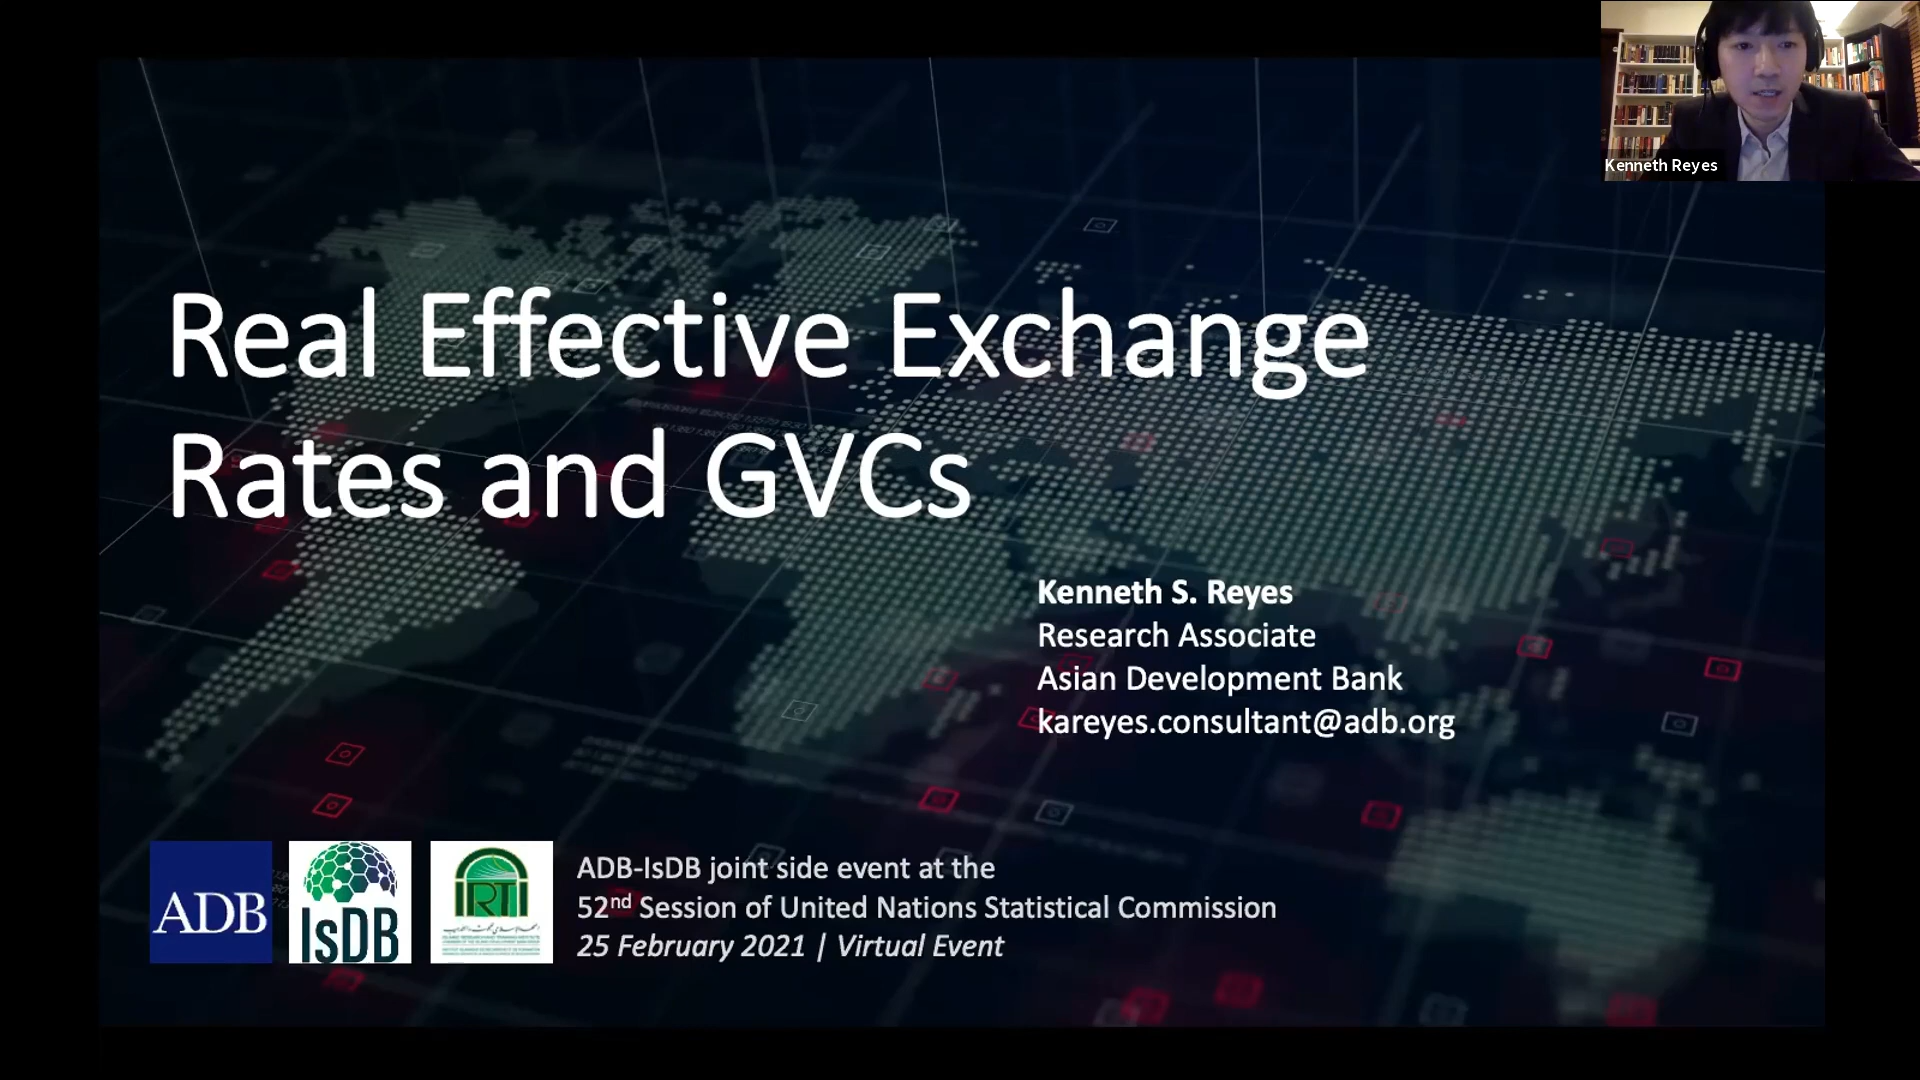 Kenneth Reyes
Real Effective Exchange
Rates and GVCs
Kenneth S. Reyes
Research Associate
Asian Development Bank
kareyes.consultant@adb.org
ADB
IsDB
IRTI
ADB-IsDB joint side event at the
52nd Session of United Nations Statistical Commission
25 February 2021 | Virtual Event